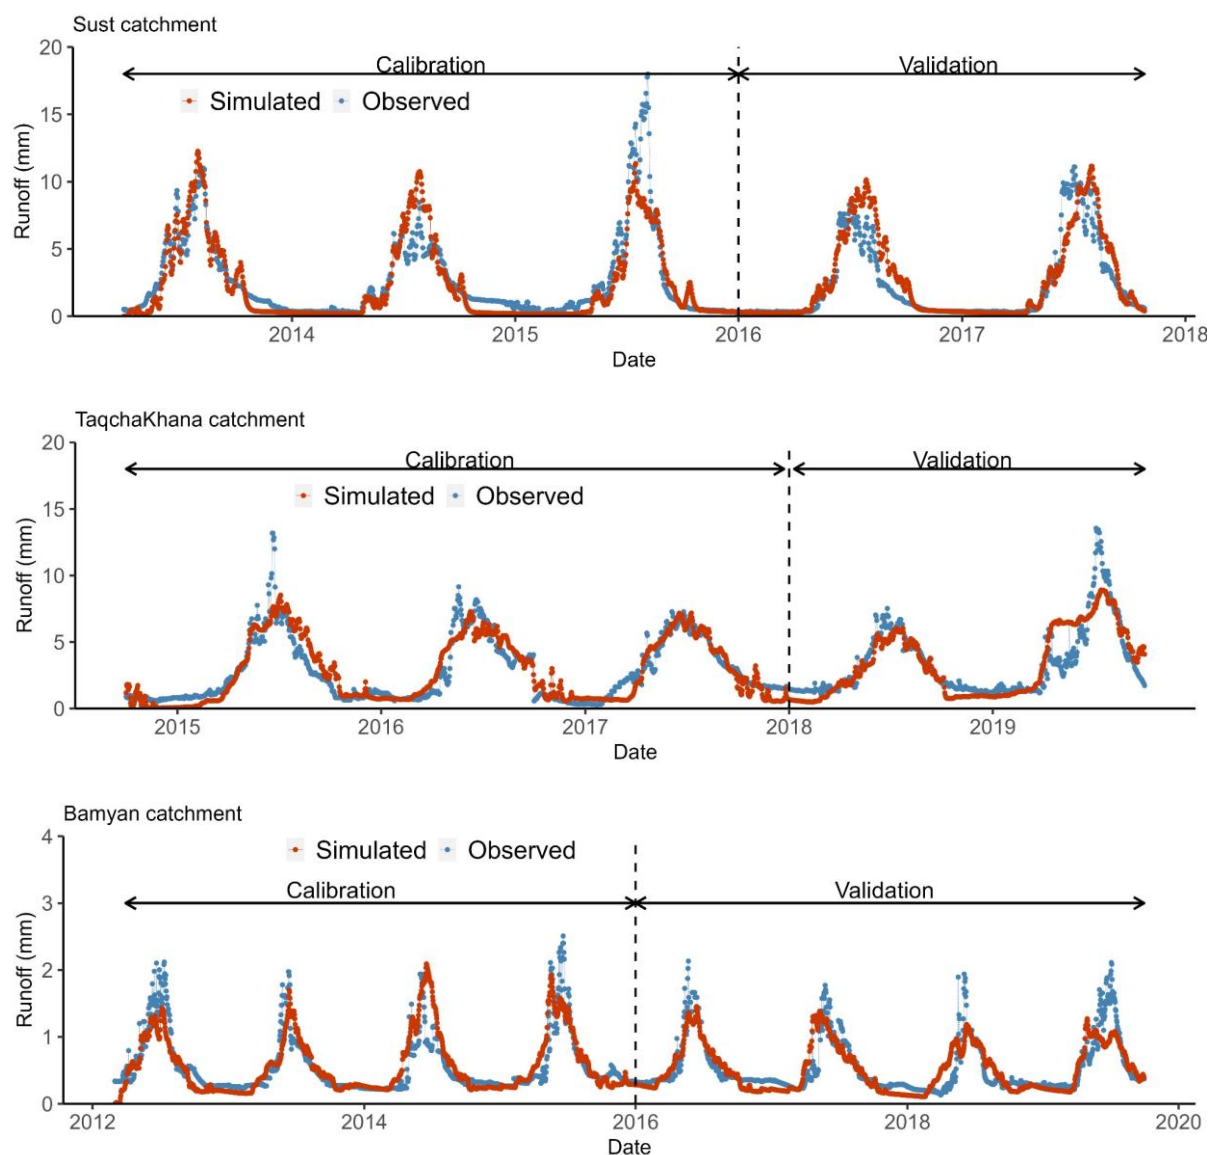 Sust catchment
20
Calibration Validation
Simulated Observed
15
10
5
0
Runoff (mm)
2014 2015 2016 2017 2018
Date
TaqchaKhana catchment
20
Calibration Validation
Simulated Observed
15
10
5
0
Runoff (mm)
2015 2016 2017 2018 2019
Date
Bamyan catchment
4
Simulated Observed
Calibration Validation
3
2
1
0
Runoff (mm)
2012 2014 2016 2018 2020
Date